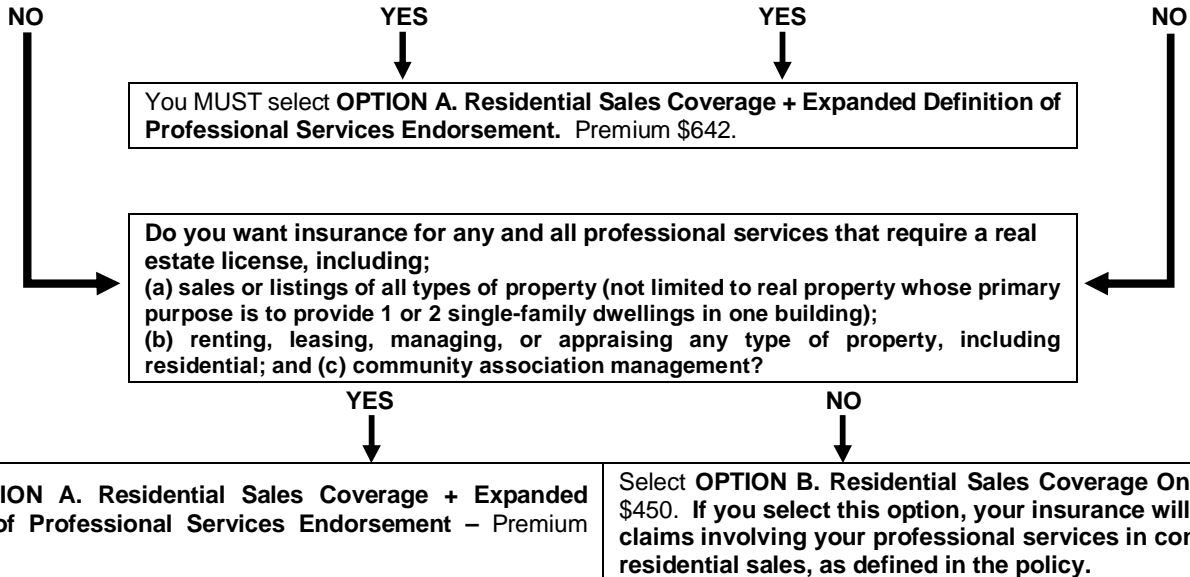 NO YES YES NO
You MUST select OPTION A. Residential Sales Coverage + Expanded Definition of
Professional Services Endorsement. Premium $642.
Do you want insurance for any and all professional services that require a real
estate license, including;
(a) sales or listings of all types of property (not limited to real property whose primary
purpose is to provide 1 or 2 single-family dwellings in one building);
(b) renting, leasing, managing, or appraising any type of property, including
residential; and (c) community association management?
YES NO
ION A. Residential Sales Coverage + Expanded
of Professional Services Endorsement – Premium
Select OPTION B. Residential Sales Coverage On
$450. If you select this option, your insurance will
claims involving your professional services in con
residential sales, as defined in the policy.